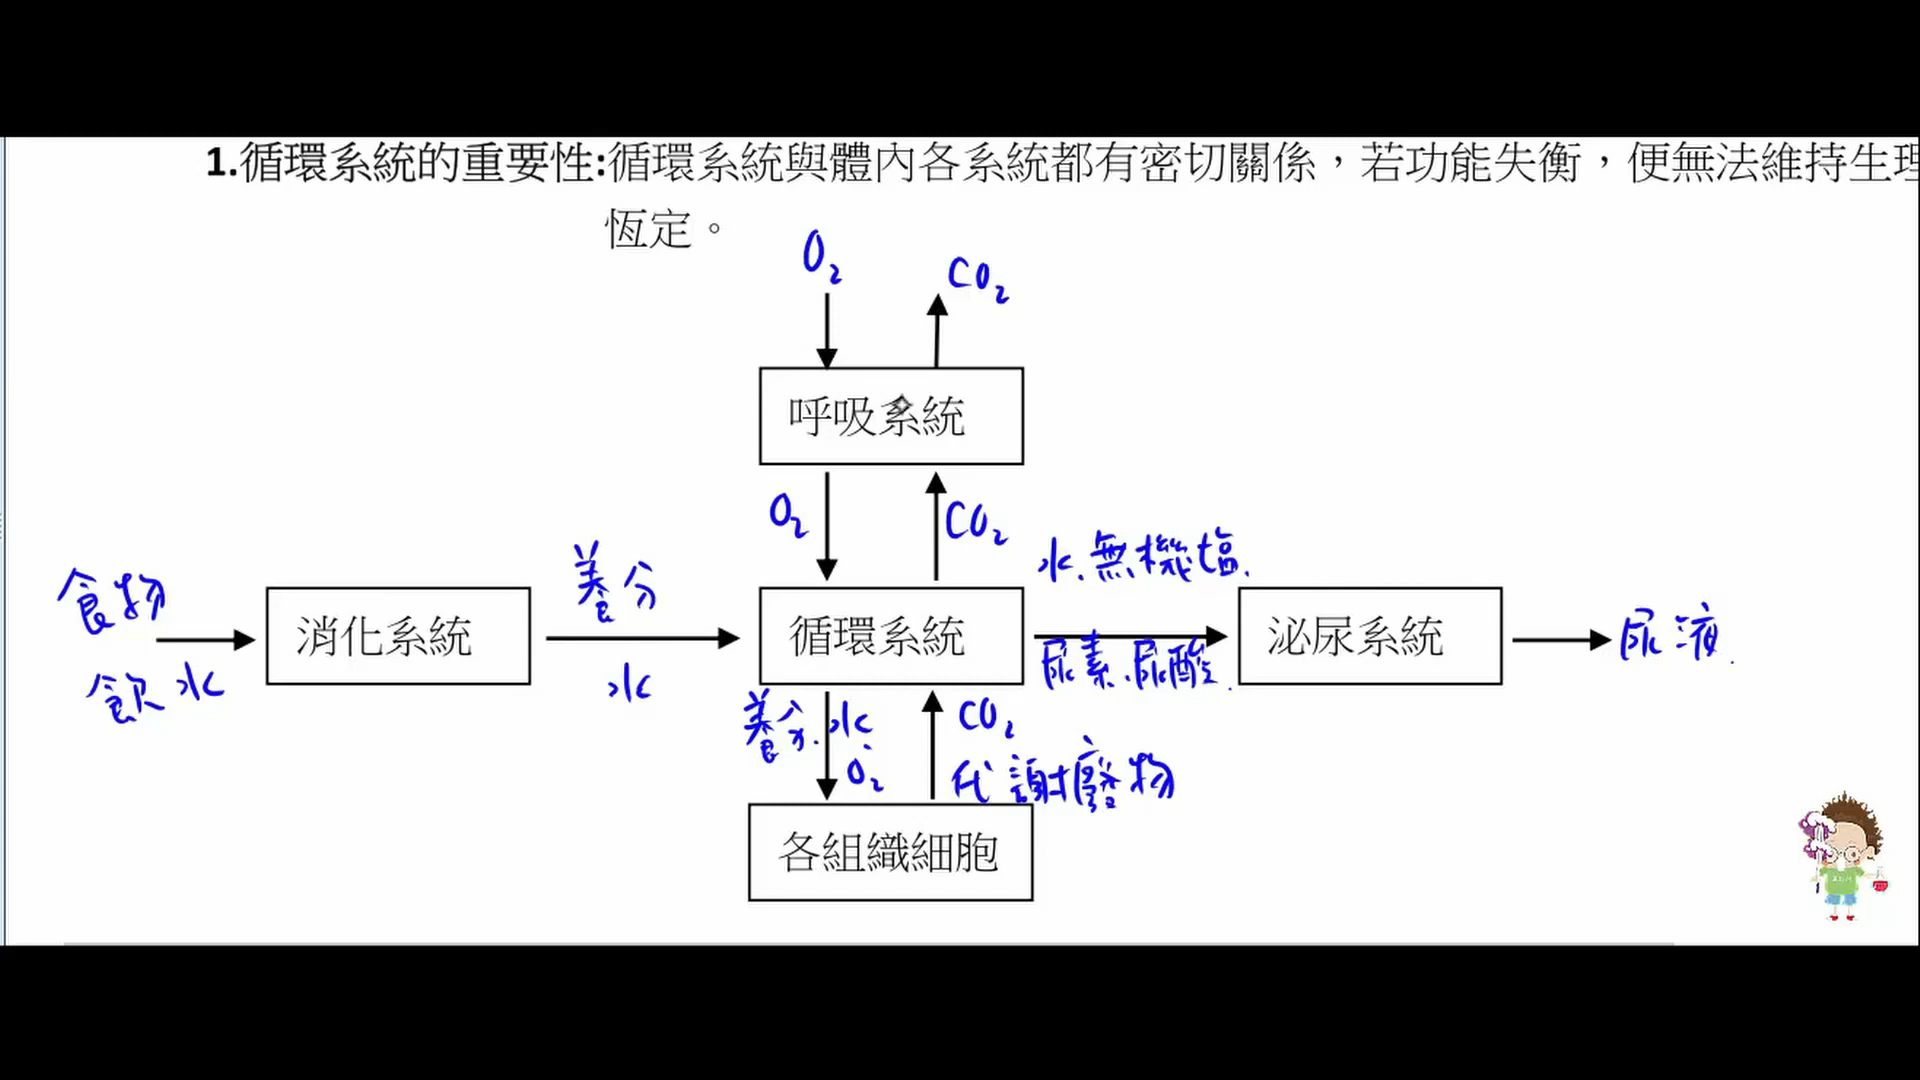 1.循環系統的重要性:循環系統與體內各系統都有密切關係，若功能失衡，便無法維持生理
恆定。
O₂
CO₂
呼吸系統
O₂
CO₂
食物
飲水
消化系統
養分
水
循環系統
水、無機塩、
尿素、尿酸、
泌尿系統
尿液、
養分、水、
O₂
CO₂
代謝廢物
各組織細胞